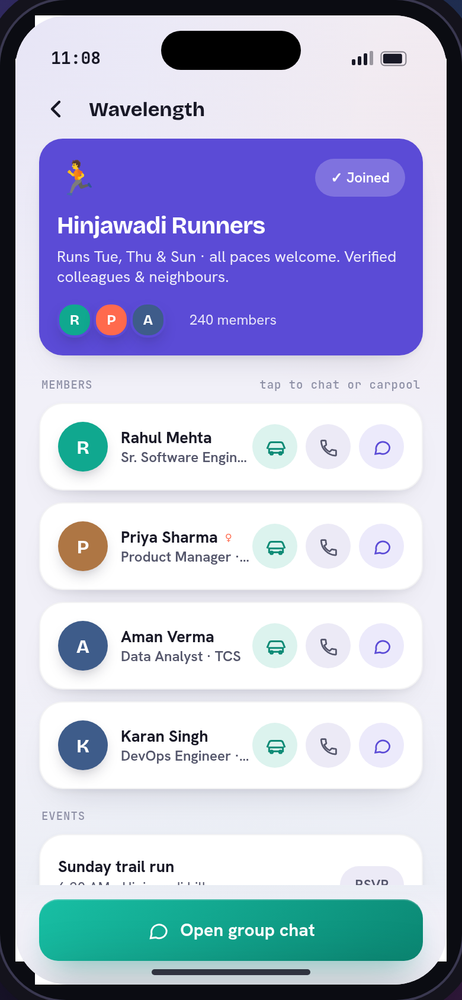 11:08
Wavelength
✓ Joined
Hinjawadi Runners
Runs Tue, Thu & Sun · all paces welcome. Verified
colleagues & neighbours.
R P A 240 members
MEMBERS tap to chat or carpool
R
Rahul Mehta
Sr. Software Engin...
P
Priya Sharma ♀
Product Manager ·...
A
Aman Verma
Data Analyst · TCS
K
Karan Singh
DevOps Engineer ·...
EVENTS
Sunday trail run
RSVP
Open group chat